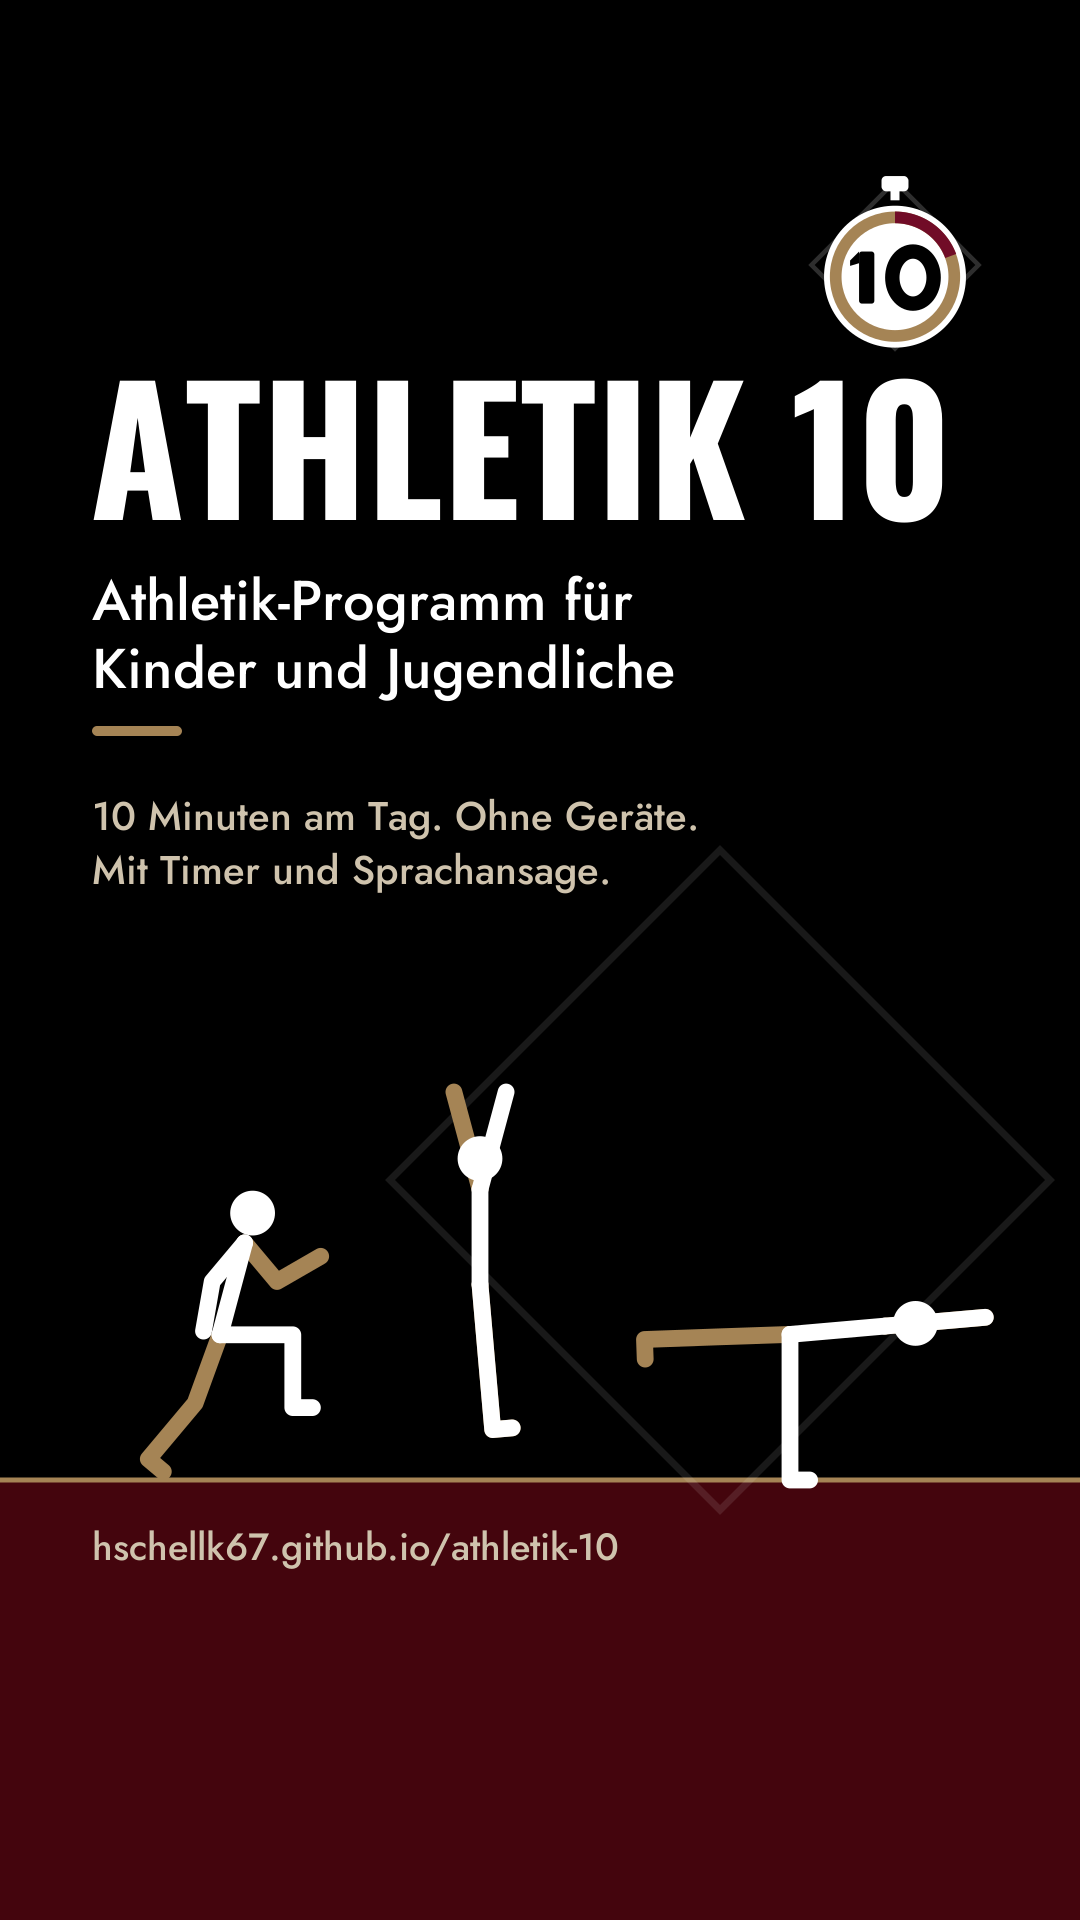 10
ATHLETIK 10
Athletik-Programm für
Kinder und Jugendliche
10 Minuten am Tag. Ohne Geräte.
Mit Timer und Sprachansage.
hschellk67.github.io/athletik-10